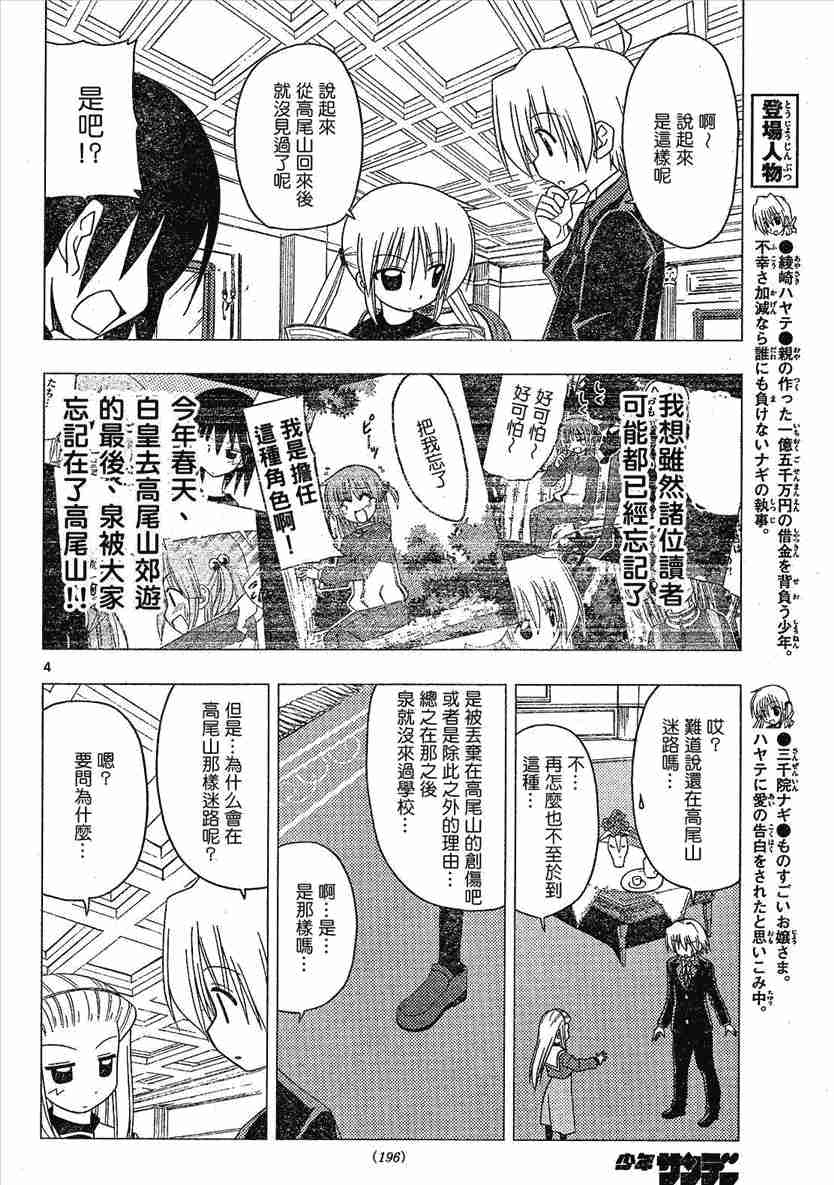 登場人物
とうじょうじんぶつ
●綾崎ハヤテ●親の作った一億五千万円の借金を背負う少年。
不幸さ加減なら誰にも負けないナギの執事。
●三千院ナギ●ものすごいお嬢さま。
ハヤテに愛の告白をされたと思いこみ中。
啊～
說起來
是這樣呢
說起來
從高尾山回來後
就沒見過了呢
是吧!?
我想雖然諸位讀者
可能都已經忘記了
好可怕～
好可怕～
把我忘了
ピ～ッ
我是擔任
這種角色啊！
今年春天、
白皇去高尾山郊遊
的最後、泉被大家
忘記在了高尾山!!
4
哎？
難道說還在高尾山
迷路嗎…
不…
再怎麼也不至於到
這種…
是被丟棄在高尾山的創傷吧
或者是除此之外的理由…
總之在那之後
泉就沒來過學校…
啊…是…
是那樣嗎…
但是…為什么會在
高尾山那樣迷路呢？
嗯？
要問為什麼…
(196)
少年サンデー